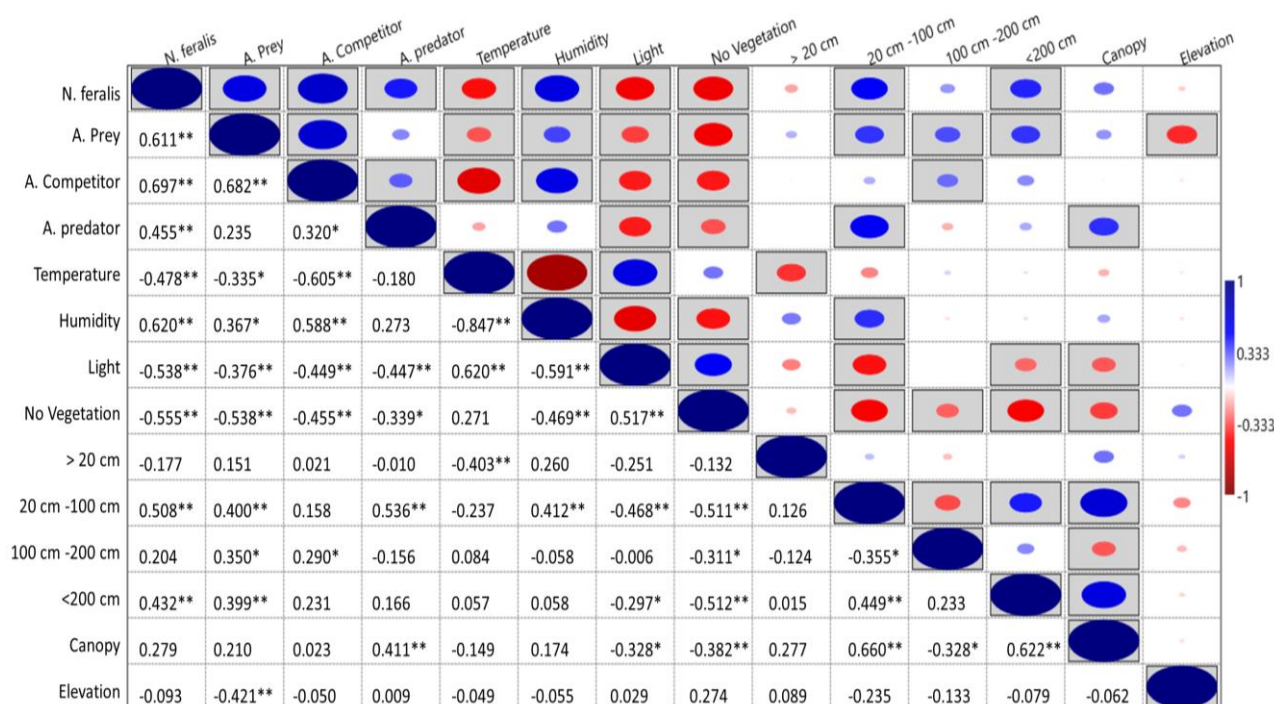 N. feralis A. Prey A. Competitor A. predator Temperature Humidity Light No Vegetation > 20 cm 20 cm -100 cm 100 cm -200 cm <200 cm Canopy Elevation
N. feralis
A. Prey 0.611**
A. Competitor 0.697** 0.682**
A. predator 0.455** 0.235 0.320*
Temperature -0.478** -0.335* -0.605** -0.180
Humidity 0.620** 0.367* 0.588** 0.273 -0.847**
Light -0.538** -0.376** -0.449** -0.447** 0.620** -0.591**
No Vegetation -0.555** -0.538** -0.455** -0.339* 0.271 -0.469** 0.517**
> 20 cm -0.177 0.151 0.021 -0.010 -0.403** 0.260 -0.251 -0.132
20 cm -100 cm 0.508** 0.400** 0.158 0.536** -0.237 0.412** -0.468** -0.511** 0.126
100 cm -200 cm 0.204 0.350* 0.290* -0.156 0.084 -0.058 -0.006 -0.311* -0.124 -0.355*
<200 cm 0.432** 0.399** 0.231 0.166 0.057 0.058 -0.297* -0.512** 0.015 0.449** 0.233
Canopy 0.279 0.210 0.023 0.411** -0.149 0.174 -0.328* -0.382** 0.277 0.660** -0.328* 0.622**
Elevation -0.093 -0.421** -0.050 0.009 -0.049 -0.055 0.029 0.274 0.089 -0.235 -0.133 -0.079 -0.062
1
0.333
-0.333
-1